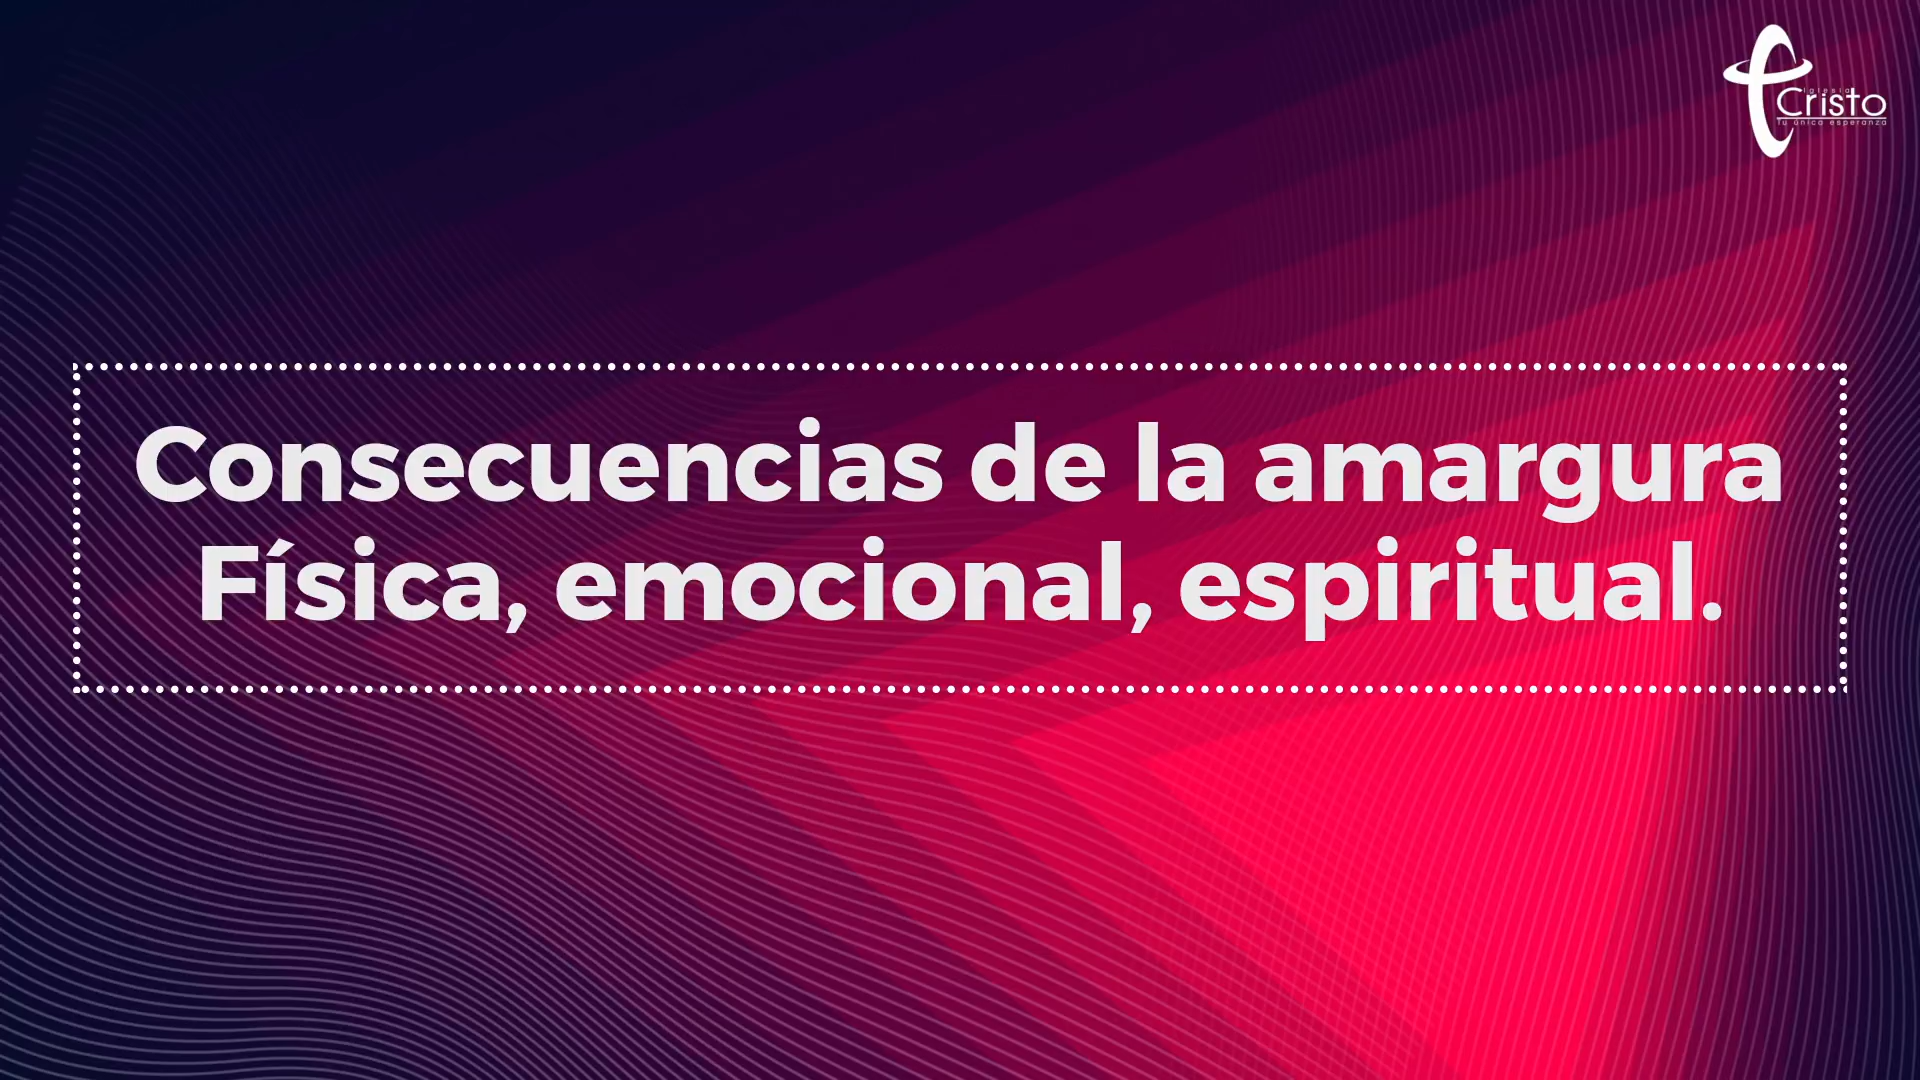 Iglesia
Cristo
Tu única esperanza
Consecuencias de la amargura
Física, emocional, espiritual.